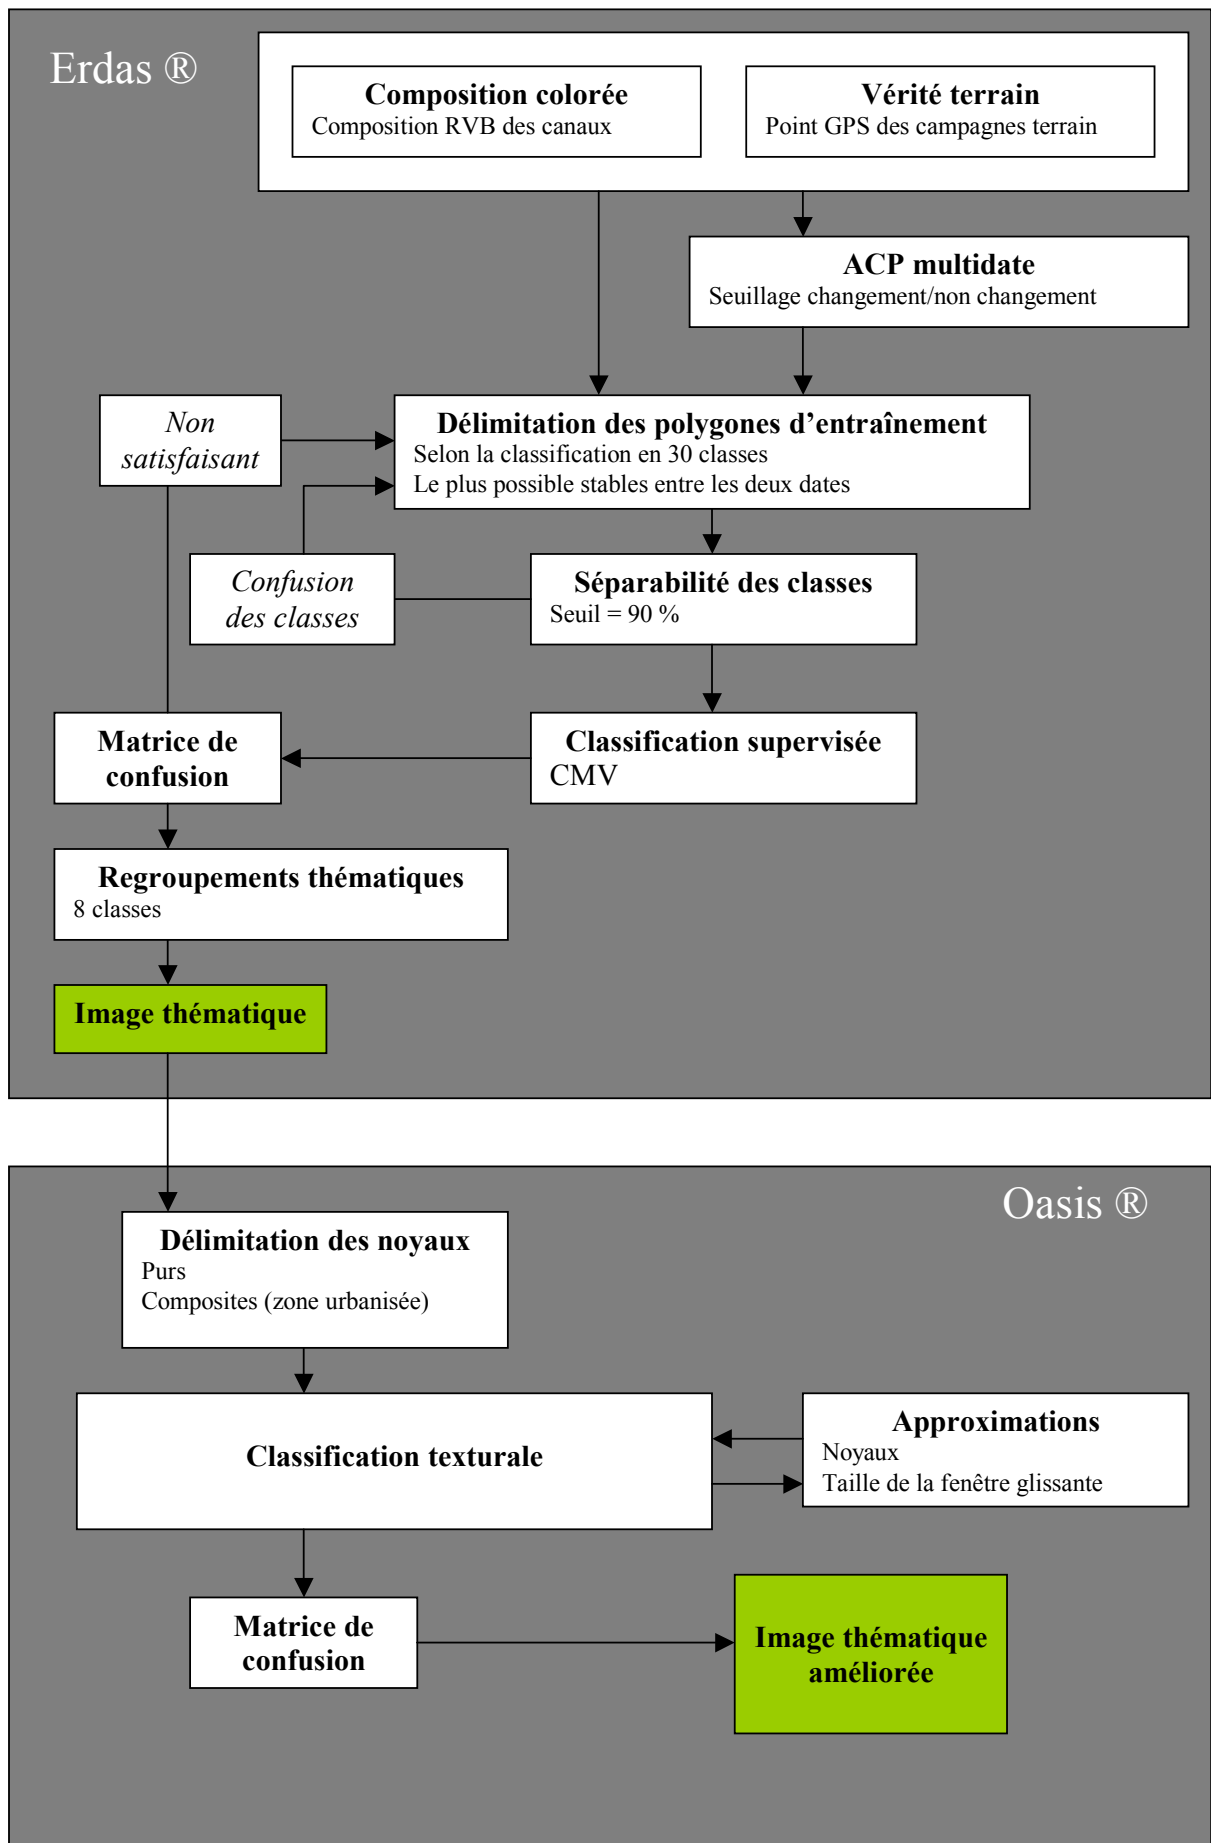 Erdas ®
Composition colorée
Composition RVB des canaux
Vérité terrain
Point GPS des campagnes terrain
ACP multidate
Seuillage changement/non changement
Non
satisfaisant
Délimitation des polygones d’entraînement
Selon la classification en 30 classes
Le plus possible stables entre les deux dates
Confusion
des classes
Séparabilité des classes
Seuil = 90 %
Matrice de
confusion
Classification supervisée
CMV
Regroupements thématiques
8 classes
Image thématique
Oasis ®
Délimitation des noyaux
Purs
Composites (zone urbanisée)
Classification texturale
Approximations
Noyaux
Taille de la fenêtre glissante
Matrice de
confusion
Image thématique
améliorée